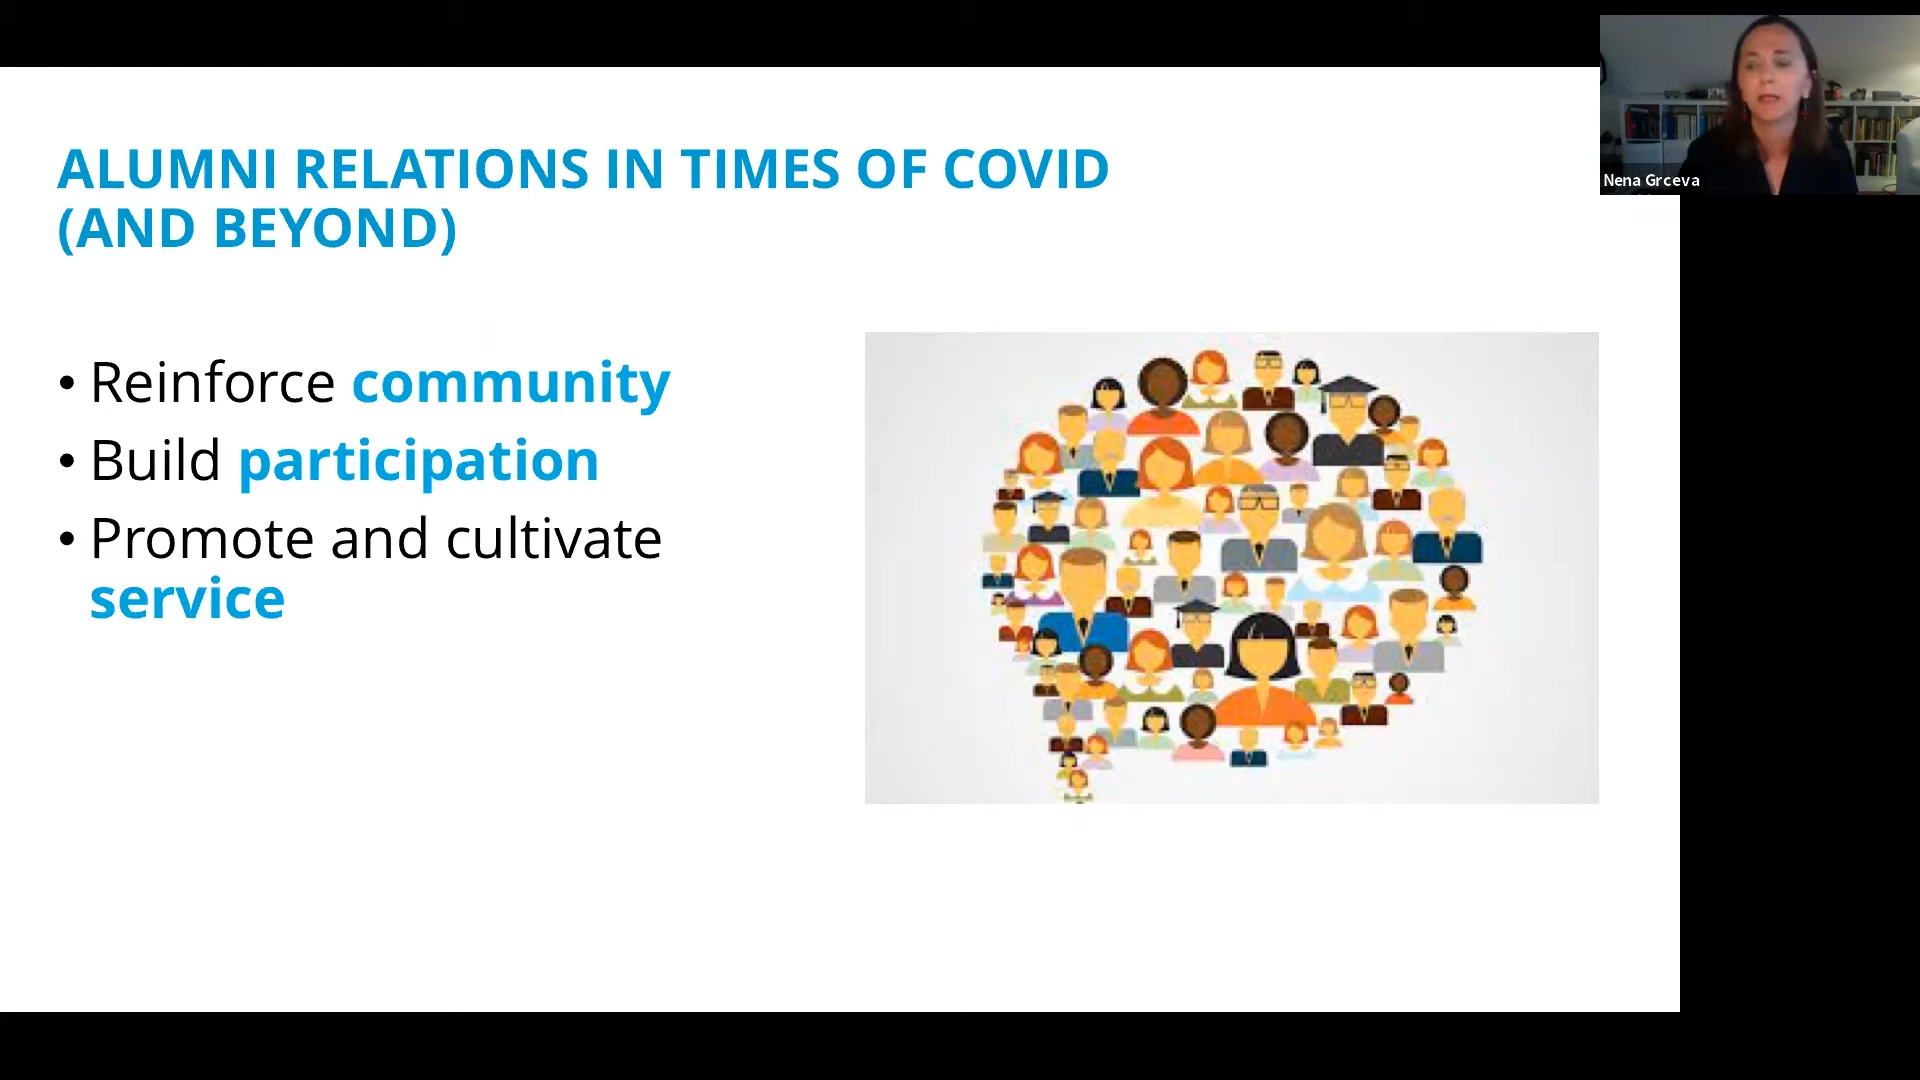 ALUMNI RELATIONS IN TIMES OF COVID
(AND BEYOND)
• Reinforce community
• Build participation
• Promote and cultivate
service
Nena Grceva